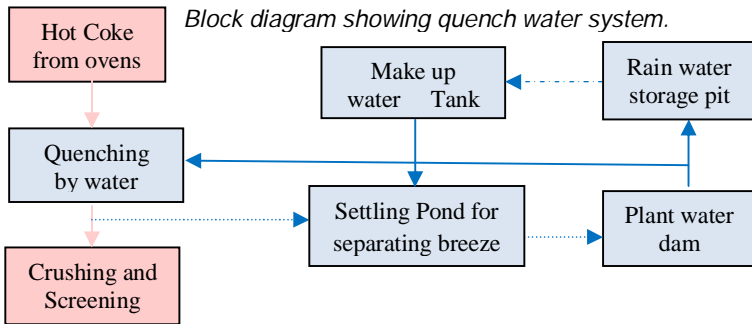 Block diagram showing quench water system.
Hot Coke
from ovens
Make up
water Tank
Rain water
storage pit
Quenching
by water
Settling Pond for
separating breeze
Plant water
dam
Crushing and
Screening